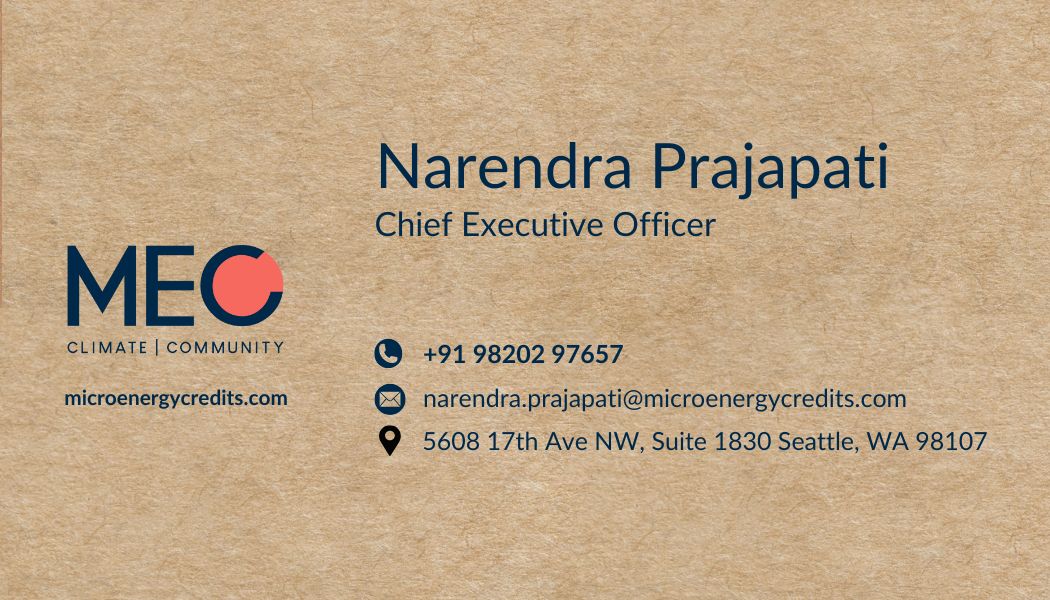 Narendra Prajapati
Chief Executive Officer
MEC
CLIMATE | COMMUNITY
microenergycredits.com
+91 98202 97657
narendra.prajapati@microenergycredits.com
5608 17th Ave NW, Suite 1830 Seattle, WA 98107